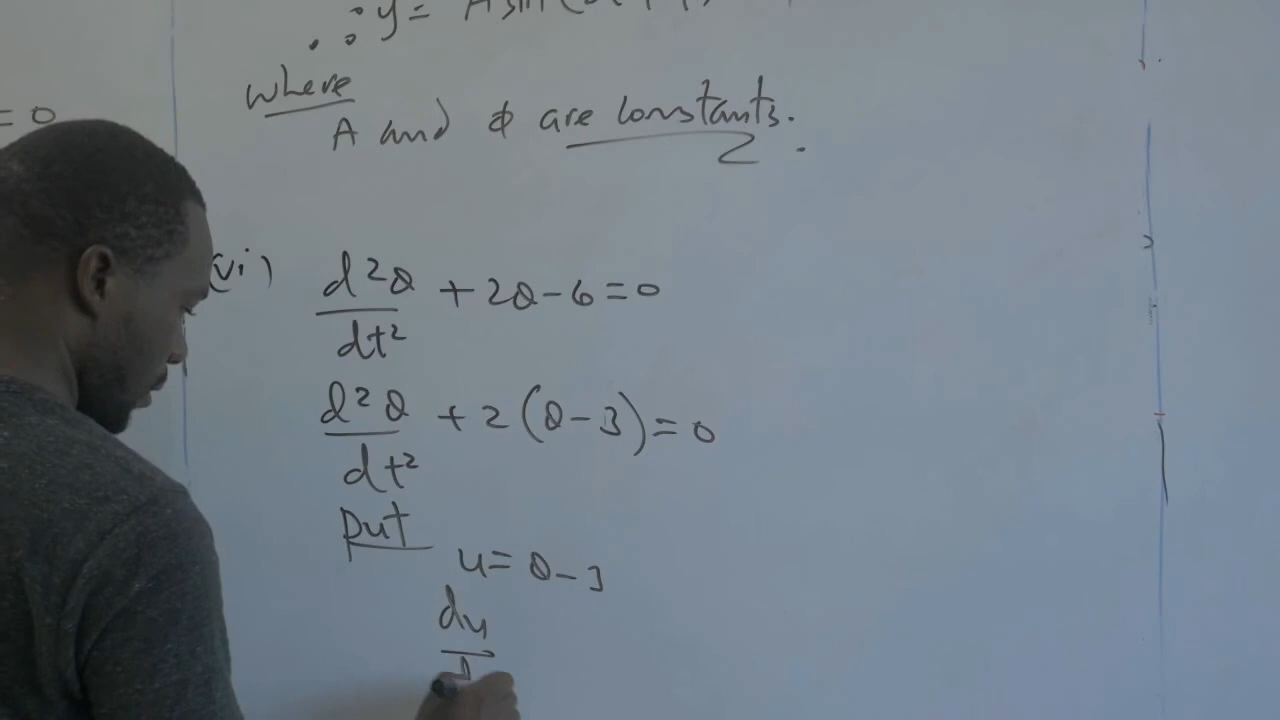 ∴ y = A sin(
where
= 0
A and ϕ are constants.
(vi) d²θ/dt² + 2θ - 6 = 0
d²θ/dt² + 2(θ - 3) = 0
Put
u = θ - 3
du